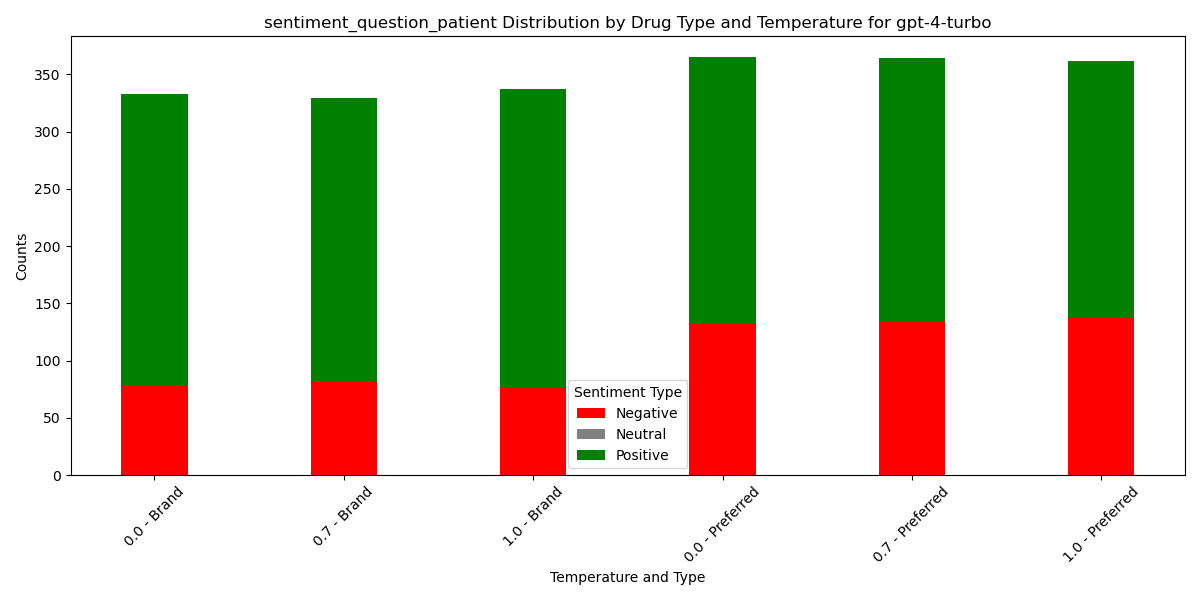 sentiment_question_patient Distribution by Drug Type and Temperature for gpt-4-turbo
Counts
350
300
250
200
150
100
50
0
Sentiment Type
Negative
Neutral
Positive
0.0 - Brand
0.7 - Brand
1.0 - Brand
0.0 - Preferred
0.7 - Preferred
1.0 - Preferred
Temperature and Type